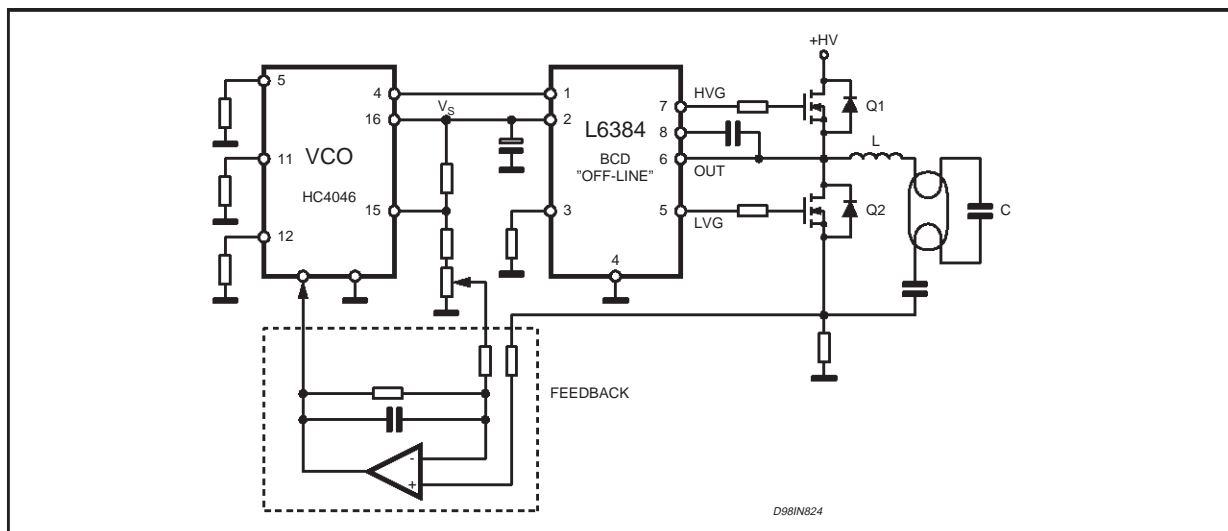 +HV
5
4
1
HVG
7
Q1
VS
16
2
L6384
8
VCO
BCD
"OFF-LINE"
6
OUT
L
11
HC4046
15
3
5
LVG
Q2
C
12
4
FEEDBACK
-
+
D98IN824